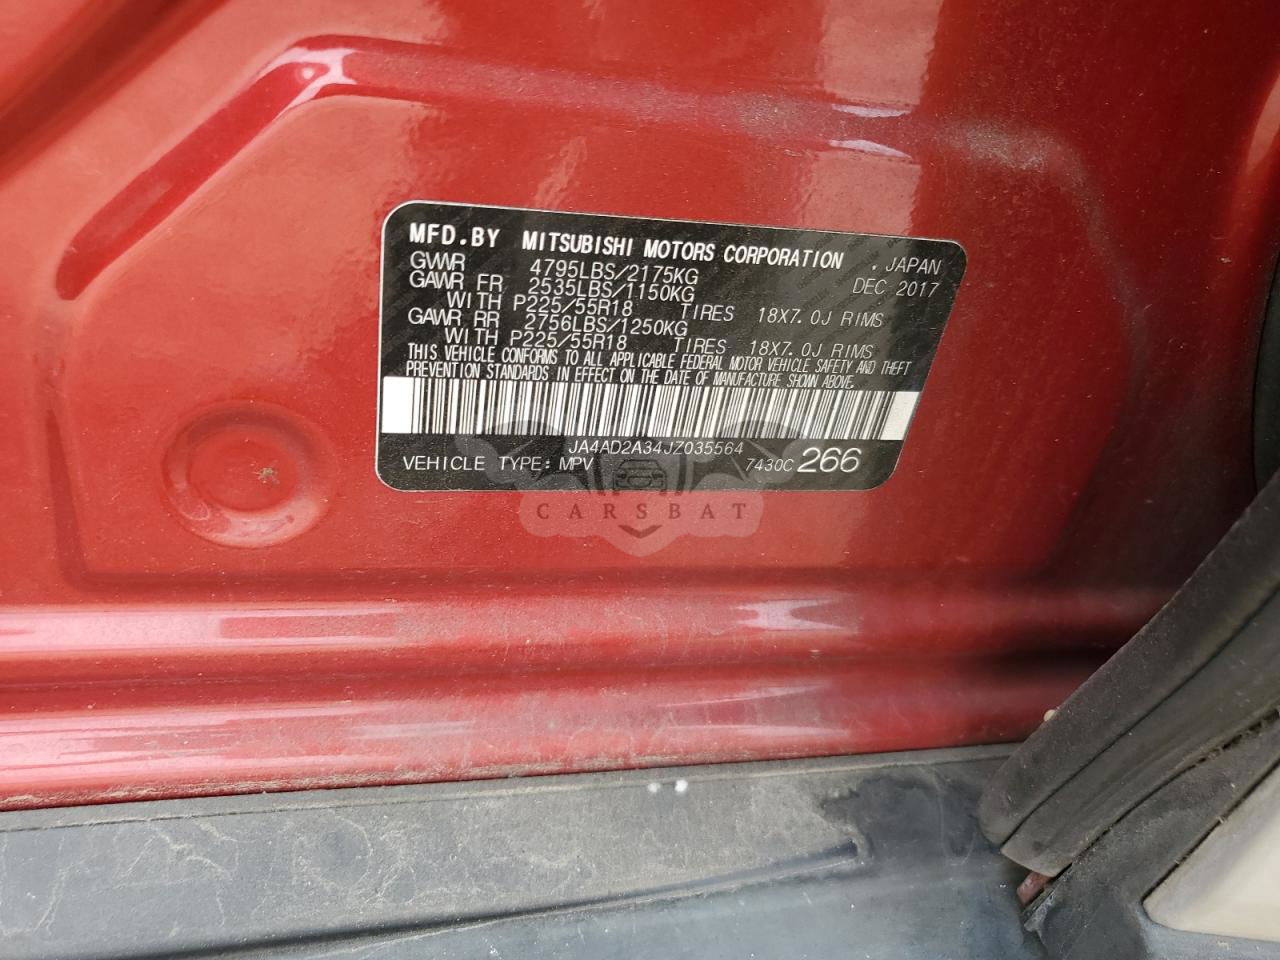 MFD.BY MITSUBISHI MOTORS CORPORATION , JAPAN
GVWR 4795LBS/2175KG DEC 2017
GAWR FR 2535LBS/1150KG
WITH P225/55R18 TIRES 18X7.0J RIMS
GAWR RR 2756LBS/1250KG
WITH P225/55R18 TIRES 18X7.0J RIMS
THIS VEHICLE CONFORMS TO ALL APPLICABLE FEDERAL MOTOR VEHICLE SAFETY AND THEFT
PREVENTION STANDARDS IN EFFECT ON THE DATE OF MANUFACTURE SHOWN ABOVE.
JA4AD2A34JZ035564
VEHICLE TYPE: MPV 7430C 266
CARSBAT